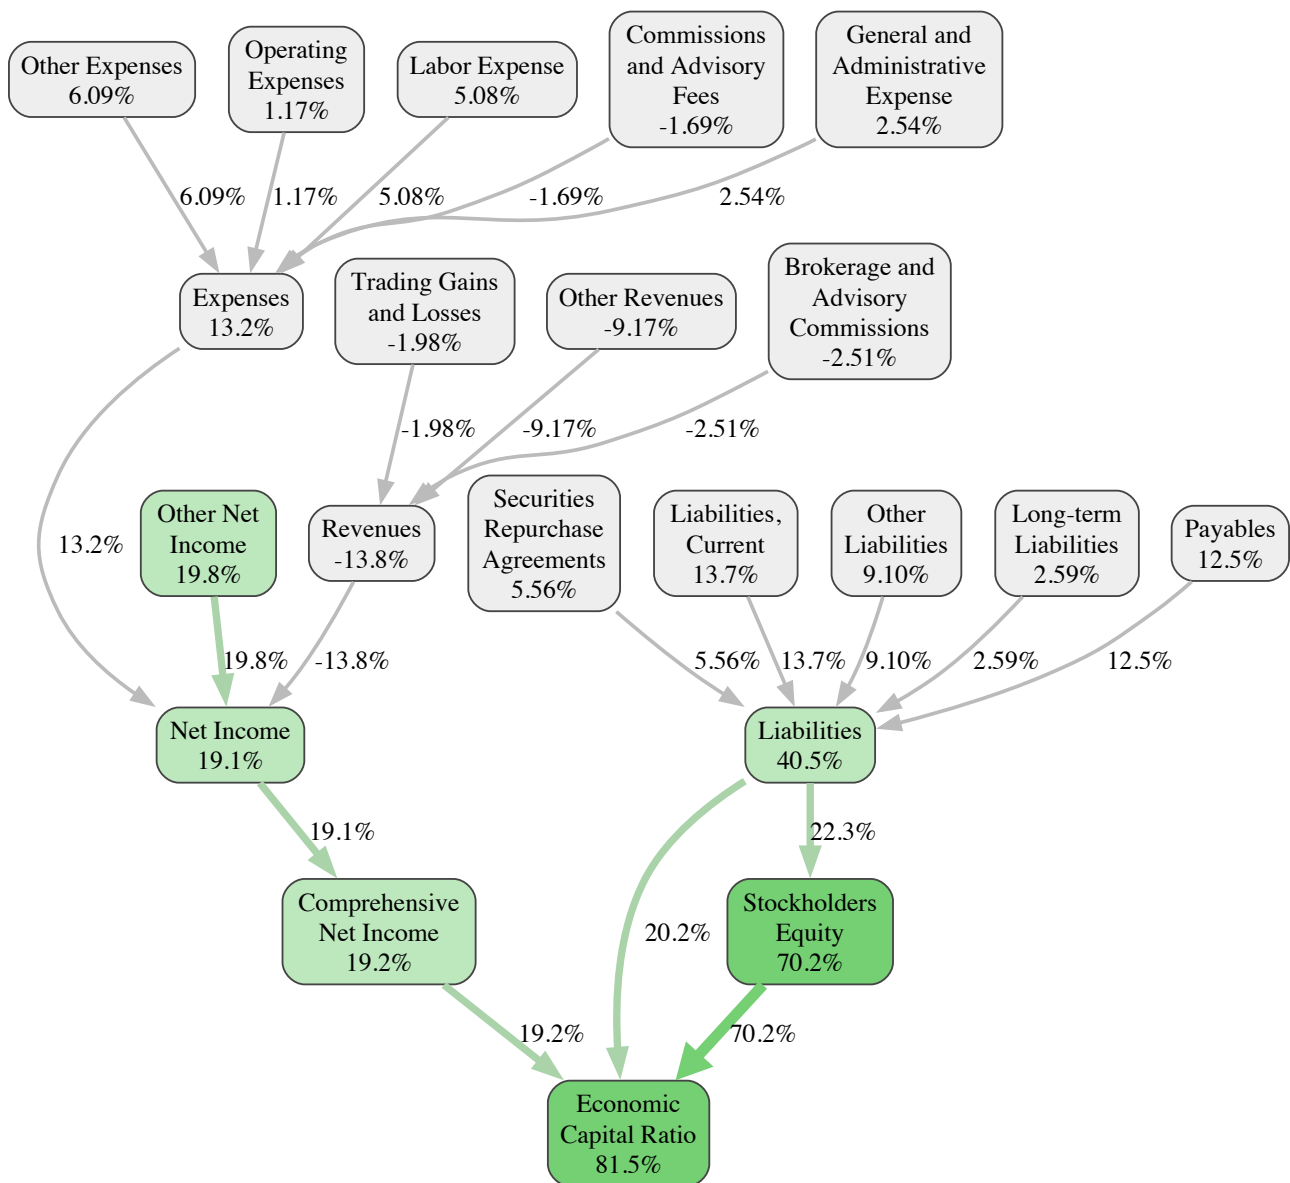 Other Expenses
6.09%
Operating
Expenses
1.17%
Labor Expense
5.08%
Commissions
and Advisory
Fees
-1.69%
General and
Administrative
Expense
2.54%
6.09%
1.17%
5.08%
-1.69%
2.54%
Expenses
13.2%
Trading Gains
and Losses
-1.98%
Other Revenues
-9.17%
Brokerage and
Advisory
Commissions
-2.51%
-1.98%
-9.17%
-2.51%
13.2%
Other Net
Income
19.8%
Revenues
-13.8%
Securities
Repurchase
Agreements
5.56%
Liabilities,
Current
13.7%
Other
Liabilities
9.10%
Long-term
Liabilities
2.59%
Payables
12.5%
19.8%
-13.8%
5.56%
13.7%
9.10%
2.59%
12.5%
Net Income
19.1%
Liabilities
40.5%
19.1%
22.3%
Comprehensive
Net Income
19.2%
20.2%
Stockholders
Equity
70.2%
19.2%
70.2%
Economic
Capital Ratio
81.5%